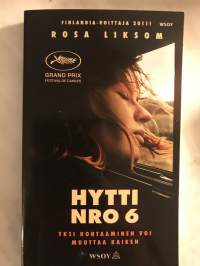 FINLANDIA-VOITTAJA 2011!
WSOY
ROSA LIKSOM
GRAND PRIX
FESTIVAL DE CANNES
HYTTI
NRO 6
YKSI KOHTAAMINEN VOI
MUUTTAA KAIKEN
WSOY